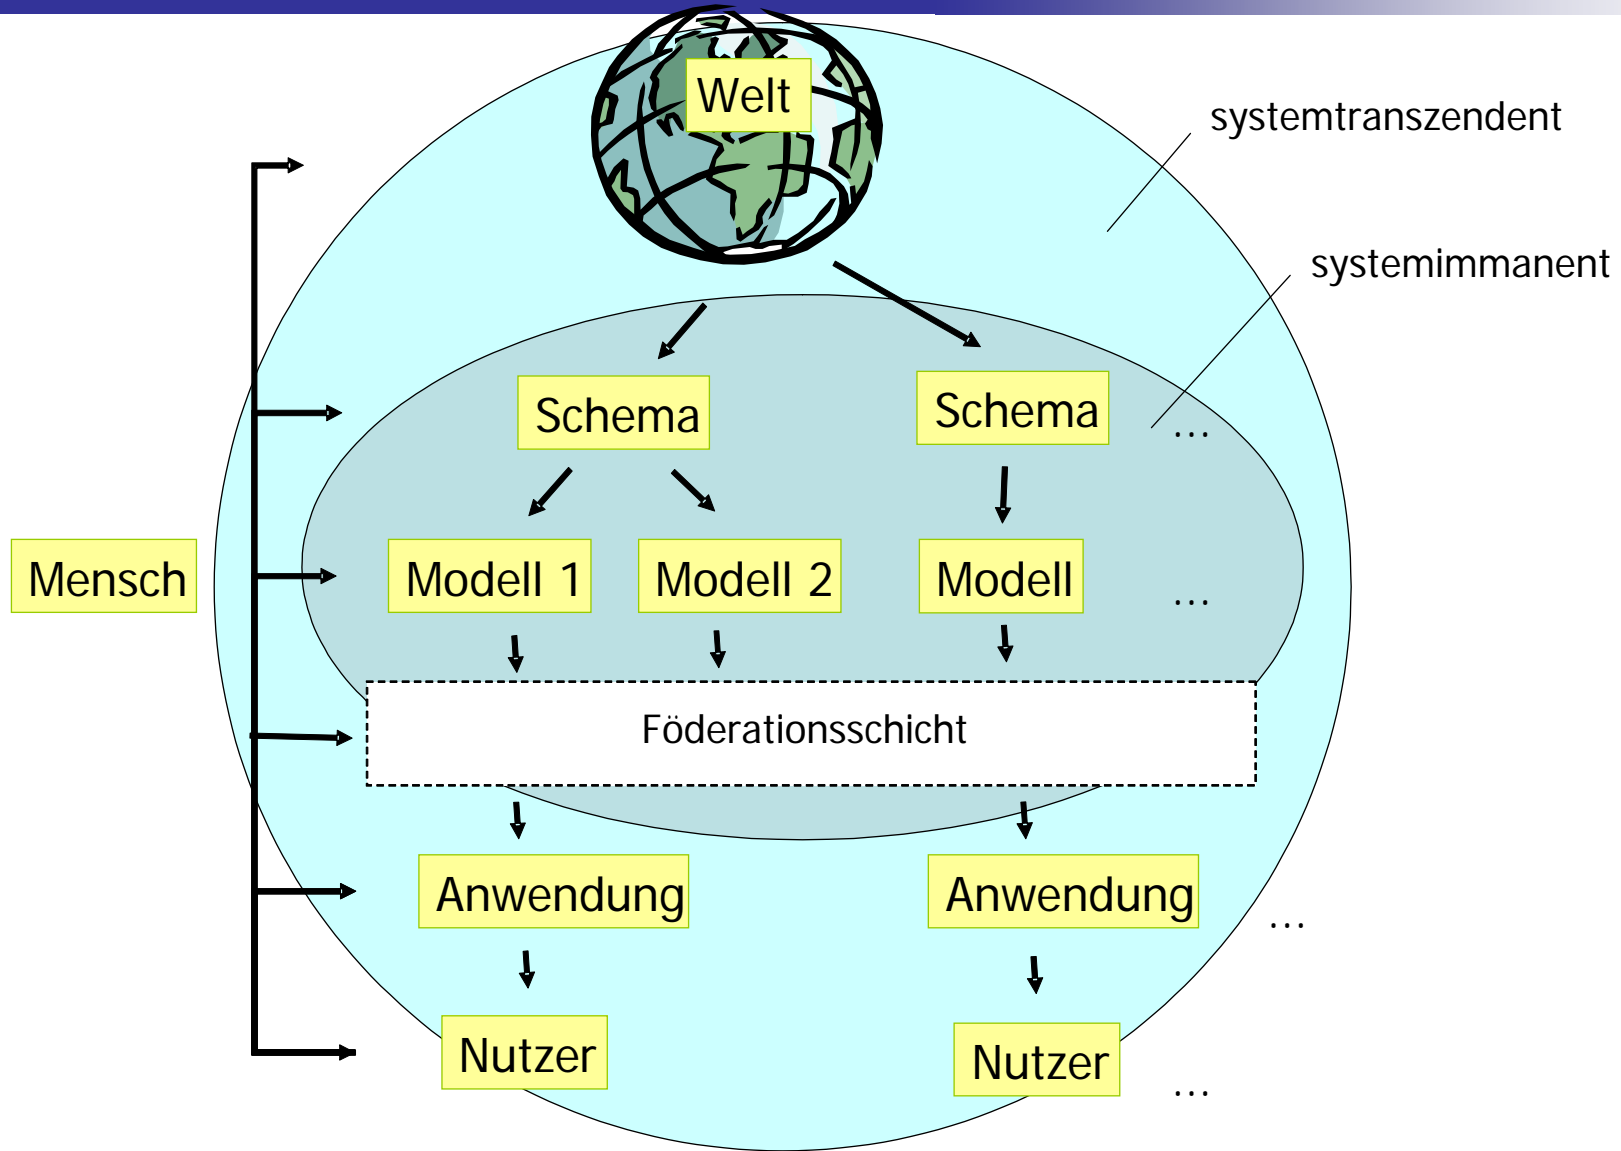 Welt
systemtranszendent
systemimmanent
Schema
Schema
...
Mensch
Modell 1
Modell 2
Modell
...
Föderationsschicht
Anwendung
Anwendung
...
Nutzer
Nutzer
...